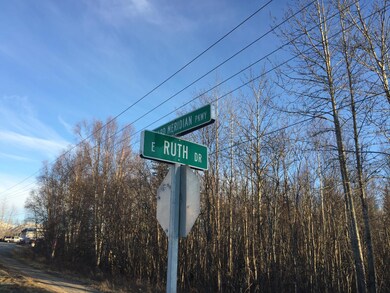 MERIDIAN PKWY
E RUTH DR